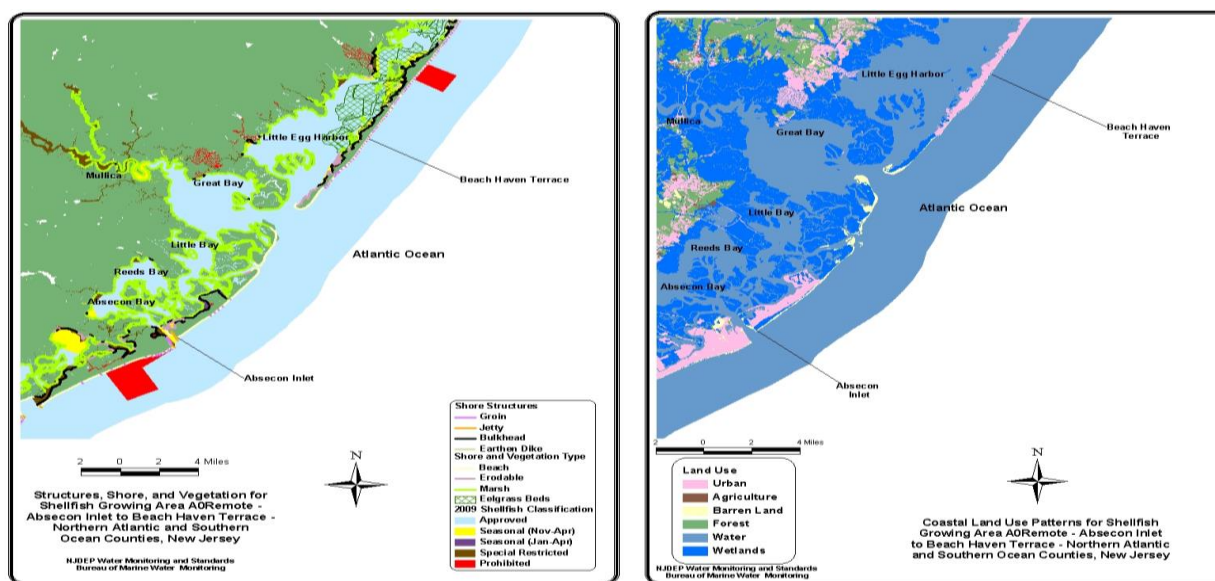 Little Egg Harbor
Beach Haven Terrace
Mullica
Great Bay
Little Bay
Atlantic Ocean
Reeds Bay
Absecon Bay
Absecon Inlet
Shore Structures
Groin
Jetty
Bulkhead
Earthen Dike
Shore and Vegetation Type
Beach
Erodable
Marsh
Eelgrass Beds
2009 Shellfish Classification
Approved
Seasonal (Nov-Apr)
Seasonal (Jan-Apr)
Special Restricted
Prohibited
2 0 2 4 Miles
N
Structures, Shore, and Vegetation for
Shellfish Growing Area A0Remote -
Absecon Inlet to Beach Haven Terrace -
Northern Atlantic and Southern
Ocean Counties, New Jersey
NJDEP Water Monitoring and Standards
Bureau of Marine Water Monitoring
Little Egg Harbor
Beach Haven
Terrace
Mullica
Great Bay
Atlantic Ocean
Little Bay
Reeds Bay
Absecon Bay
Absecon
Inlet
2 0 2 4 Miles
N
Land Use
Urban
Agriculture
Barren Land
Forest
Water
Wetlands
Coastal Land Use Patterns for Shellfish
Growing Area A0Remote - Absecon Inlet
to Beach Haven Terrace - Northern Atlantic
and Southern Ocean Counties, New Jersey
NJDEP Water Monitoring and Standards
Bureau of Marine Water Monitoring